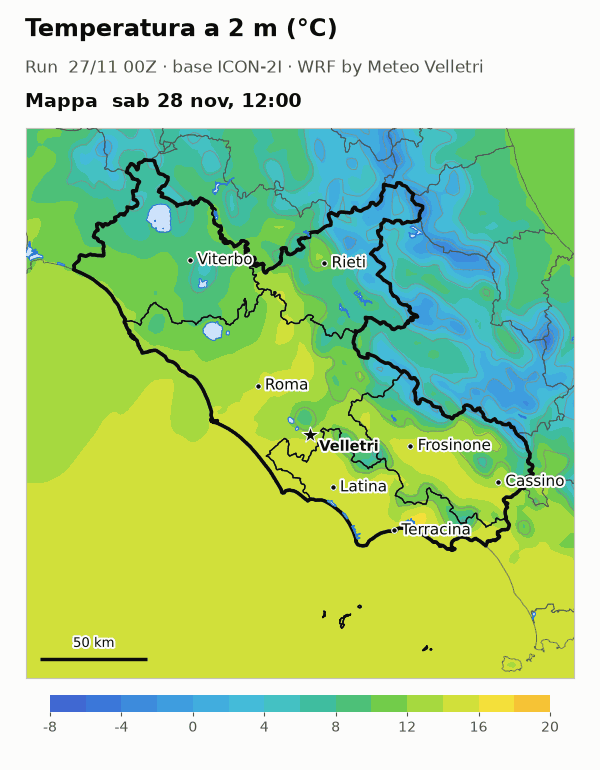 Temperatura a 2 m (°C)
Run  27/11 00Z · base ICON-2I · WRF by Meteo Velletri
Mappa  sab 28 nov, 12:00
Viterbo
Rieti
Roma
Velletri
Frosinone
Cassino
Latina
Terracina
50 km
-8 -4 0 4 8 12 16 20